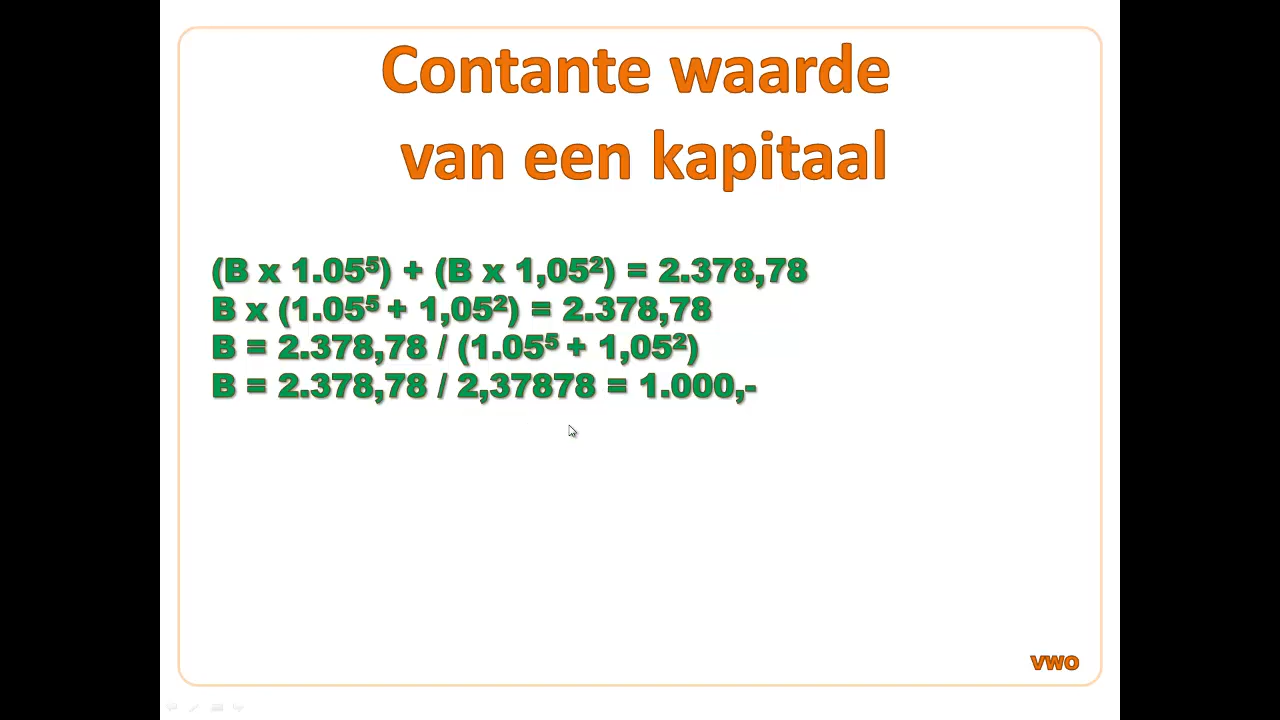 Contante waarde
van een kapitaal
(B x 1.05⁵) + (B x 1,05²) = 2.378,78
B x (1.05⁵ + 1,05²) = 2.378,78
B = 2.378,78 / (1.05⁵ + 1,05²)
B = 2.378,78 / 2,37878 = 1.000,-
VWO